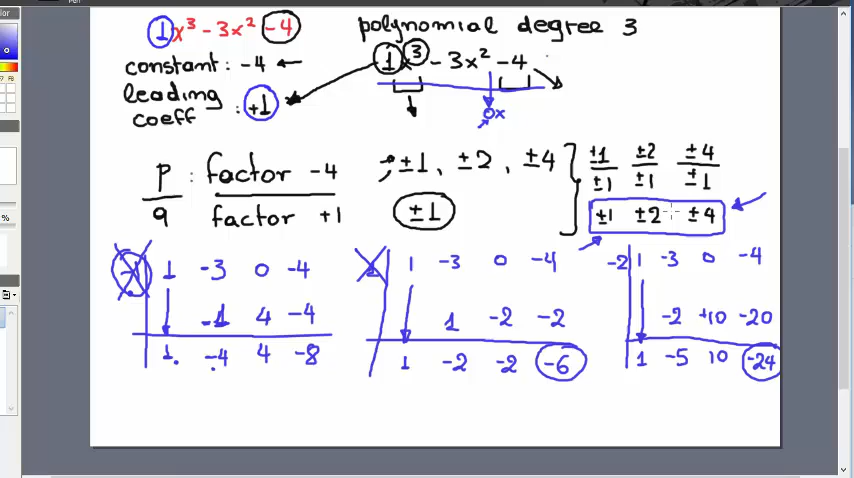 1x³ - 3x² -4 polynomial degree 3
constant : -4 ← 1x³ - 3x² -4
leading coeff : +1 0x
p/q : factor -4 / factor +1 ; ±1, ±2, ±4 ±1/±1 ±2/±1 ±4/±1
±1 ±1 ±2 ±4
-1 1 -3 0 -4 1 1 -3 0 -4 -2 1 -3 0 -4
-1 4 -4 1 -2 -2 -2 +10 -20
1 -4 4 -8 1 -2 -2 -6 1 -5 10 -24